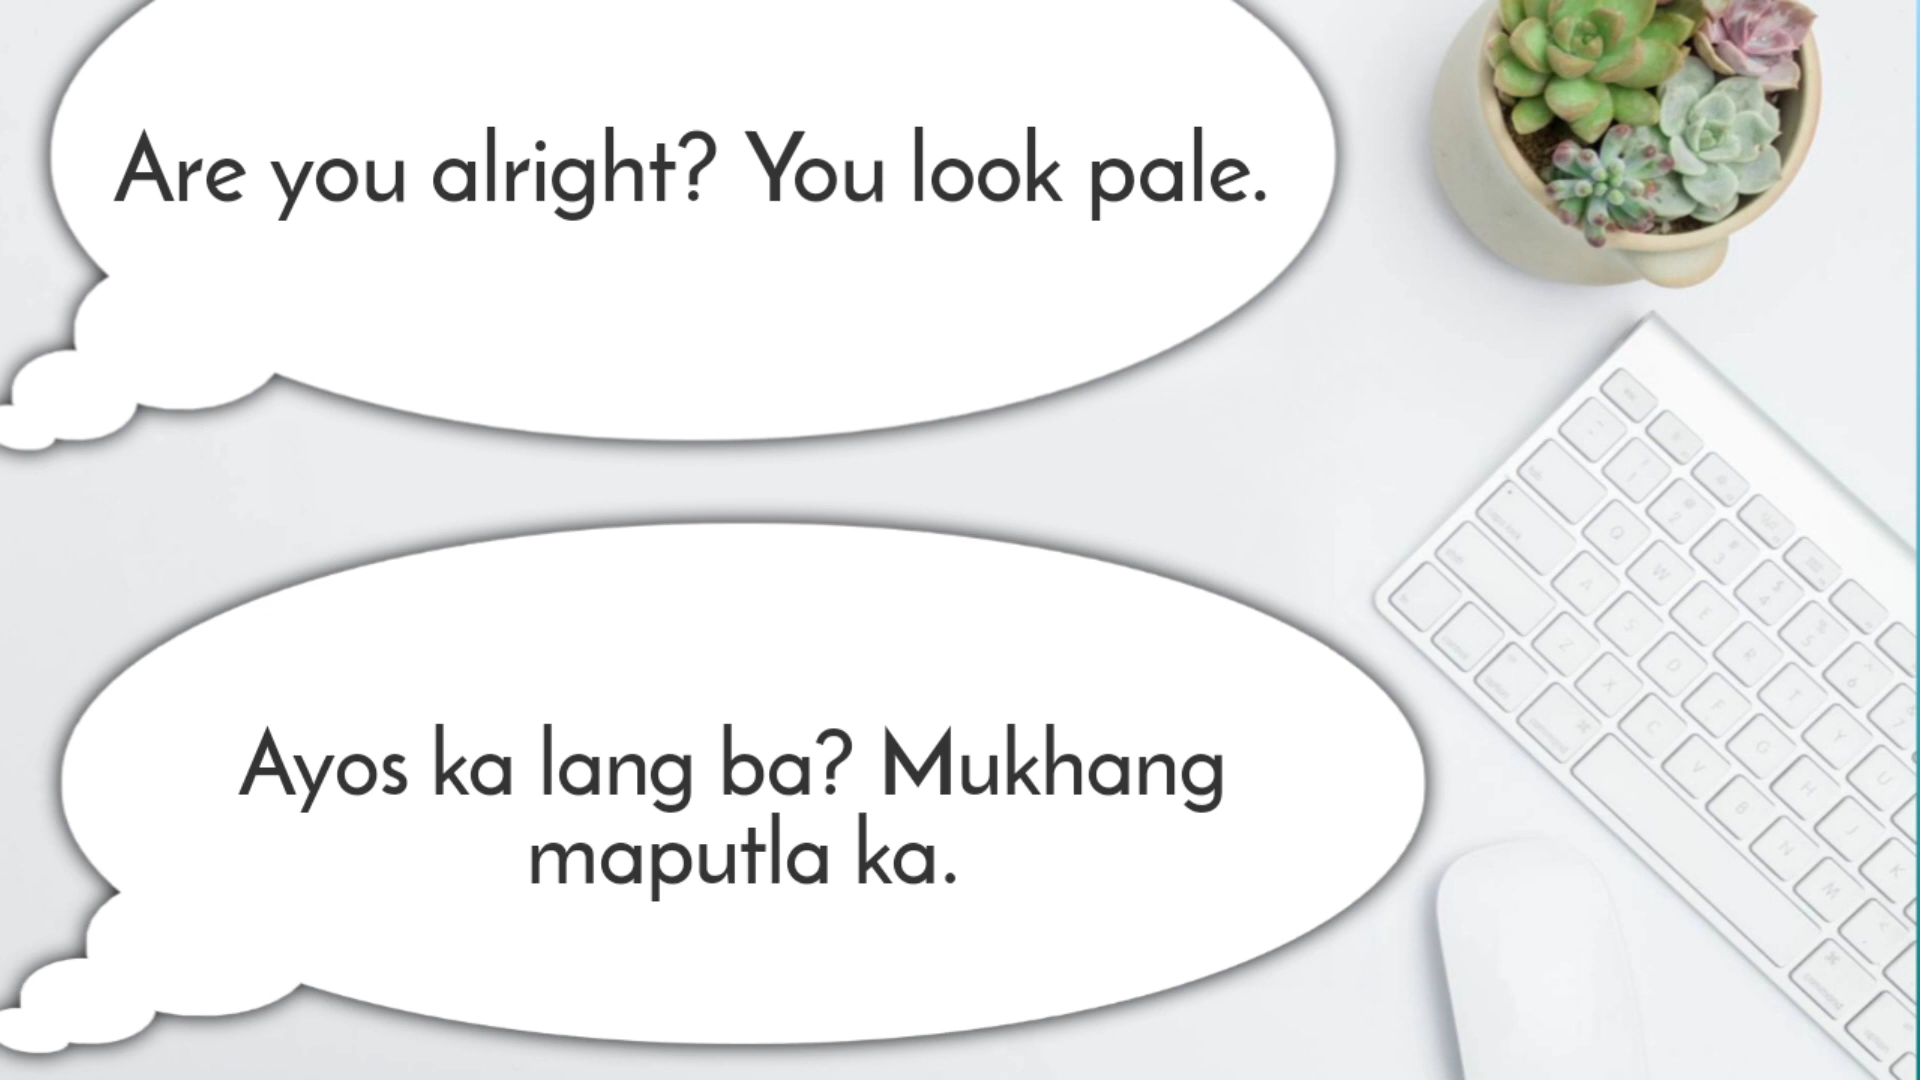 Are you alright? You look pale.
Ayos ka lang ba? Mukhang
maputla ka.